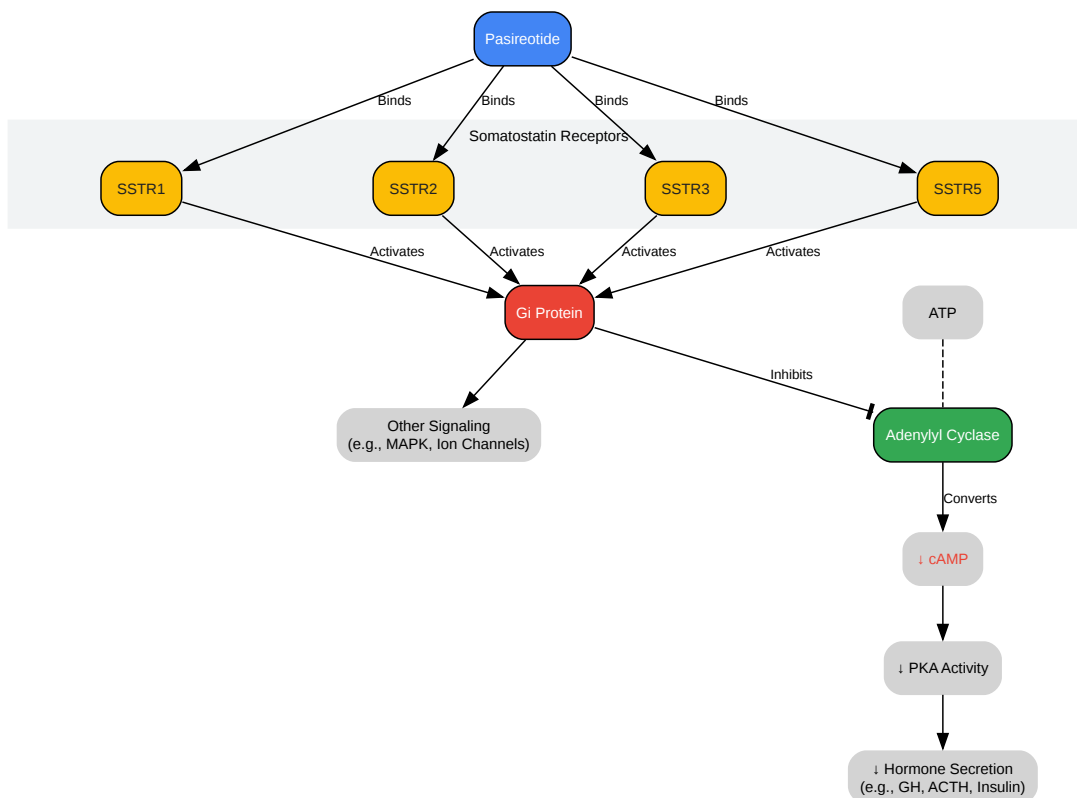 Pasireotide
Binds
Binds
Binds
Binds
Somatostatin Receptors
SSTR1
SSTR2
SSTR3
SSTR5
Activates
Activates
Activates
Activates
Gi Protein
ATP
Inhibits
Other Signaling
(e.g., MAPK, Ion Channels)
Adenylyl Cyclase
Converts
↓ cAMP
↓ PKA Activity
↓ Hormone Secretion
(e.g., GH, ACTH, Insulin)